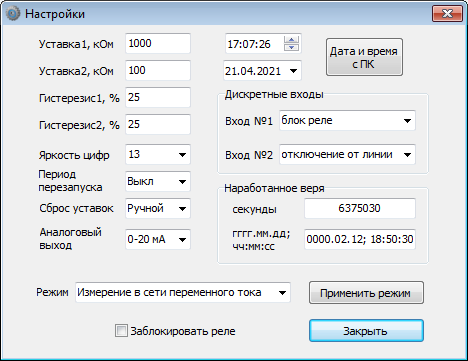 Настройки
Уставка1, кОм 1000
17:07:26
Дата и время с ПК
Уставка2, кОм 100
21.04.2021
Гистерезис1, % 25
Гистерезис2, % 25
Дискретные входы
Вход №1 блок реле
Вход №2 отключение от линии
Яркость цифр 13
Период перезапуска Выкл
Сброс уставок Ручной
Аналоговый выход 0-20 мА
Наработанное веря
секунды 6375030
гггг.мм.дд; чч:мм:сс 0000.02.12; 18:50:30
Режим Измерение в сети переменного тока
Применить режим
Заблокировать реле
Закрыть